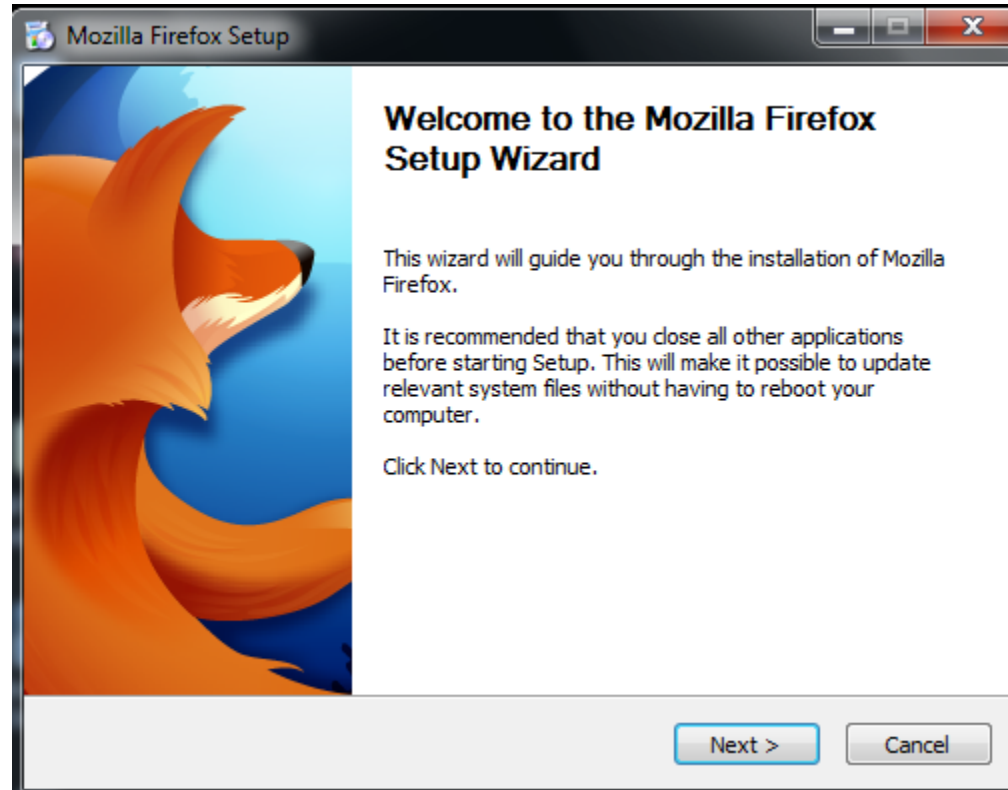 Mozilla Firefox Setup
Welcome to the Mozilla Firefox
Setup Wizard
This wizard will guide you through the installation of Mozilla
Firefox.
It is recommended that you close all other applications
before starting Setup. This will make it possible to update
relevant system files without having to reboot your
computer.
Click Next to continue.
Next >
Cancel